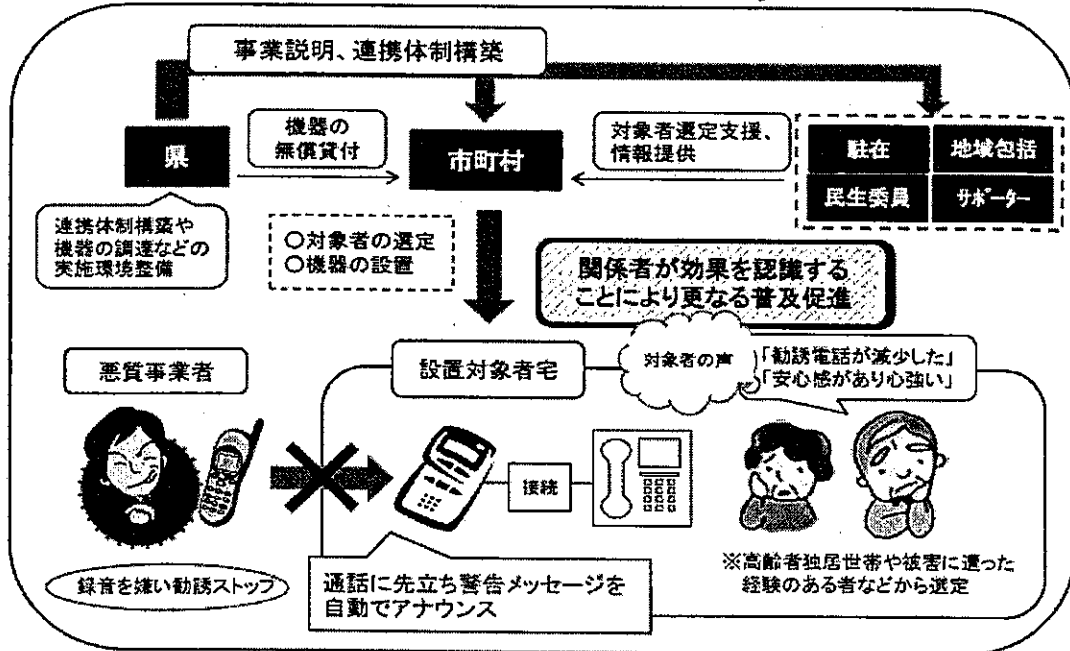 事業説明、連携体制構築
県
機器の
無償貸付
市町村
対象者選定支援、
情報提供
駐在
地域包括
民生委員
サポーター
連携体制構築や
機器の調達などの
実施環境整備
○対象者の選定
○機器の設置
関係者が効果を認識する
ことにより更なる普及促進
悪質事業者
設置対象者宅
対象者の声
「勧誘電話が減少した」
「安心感があり心強い」
接続
録音を嫌い勧誘ストップ
通話に先立ち警告メッセージを
自動でアナウンス
※高齢者独居世帯や被害に遭った
経験のある者などから選定